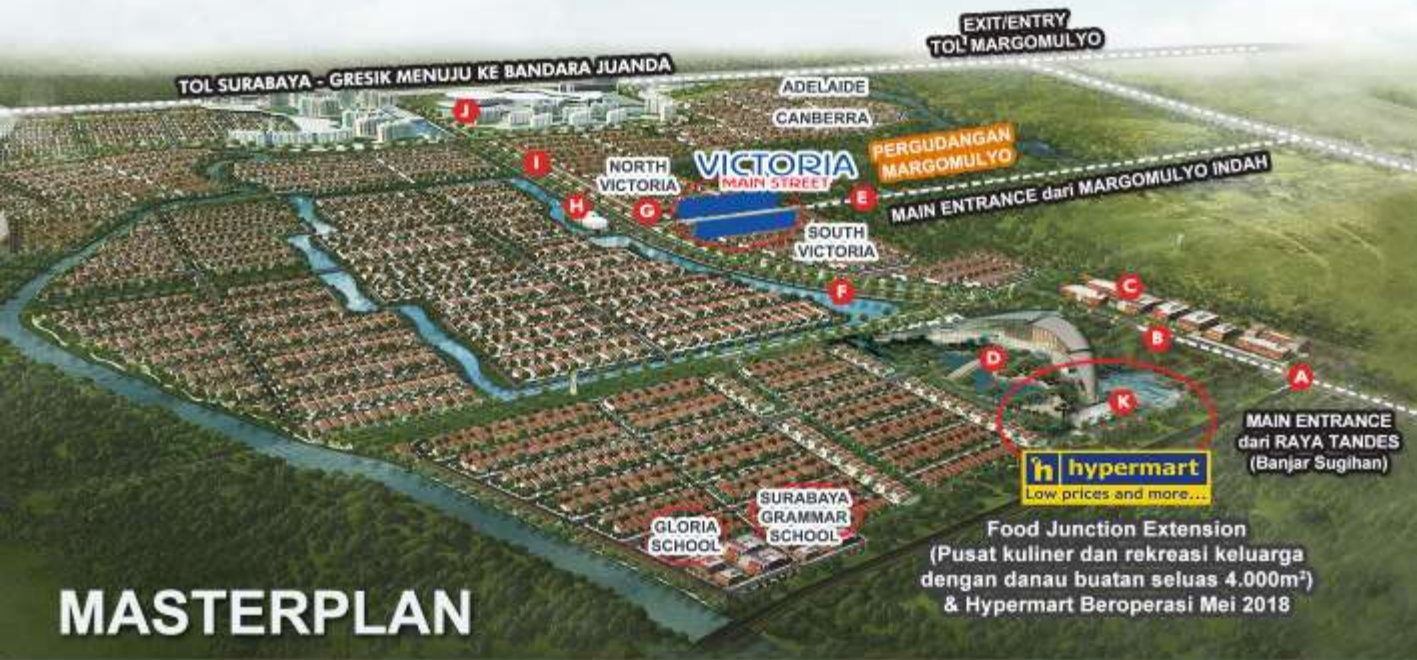 EXIT/ENTRY
TOL MARGOMULYO
TOL SURABAYA - GRESIK MENUJU KE BANDARA JUANDA
ADELAIDE
CANBERRA
J
PERGUDANGAN
MARGOMULYO
I
NORTH
VICTORIA
VICTORIA
MAIN STREET
MAIN ENTRANCE dari MARGOMULYO INDAH
H
G
E
SOUTH
VICTORIA
F
C
B
D
A
K
MAIN ENTRANCE
dari RAYA TANDES
(Banjar Sugihan)
h hypermart
Low prices and more...
GLORIA
SCHOOL
SURABAYA
GRAMMAR
SCHOOL
Food Junction Extension
(Pusat kuliner dan rekreasi keluarga
dengan danau buatan seluas 4.000m²)
& Hypermart Beroperasi Mei 2018
MASTERPLAN